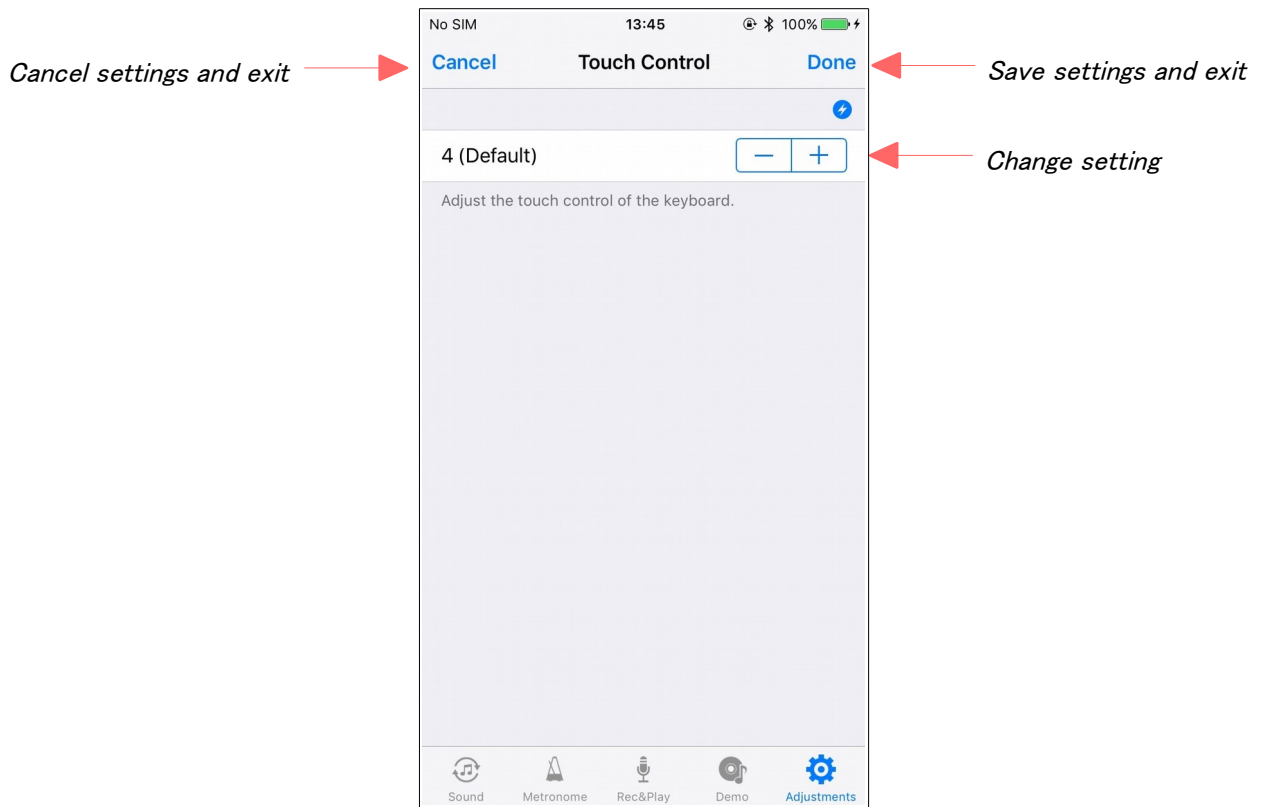 No SIM 13:45 100%
Cancel settings and exit
Cancel Touch Control Done
Save settings and exit
4 (Default) − +
Change setting
Adjust the touch control of the keyboard.
Sound Metronome Rec&Play Demo Adjustments